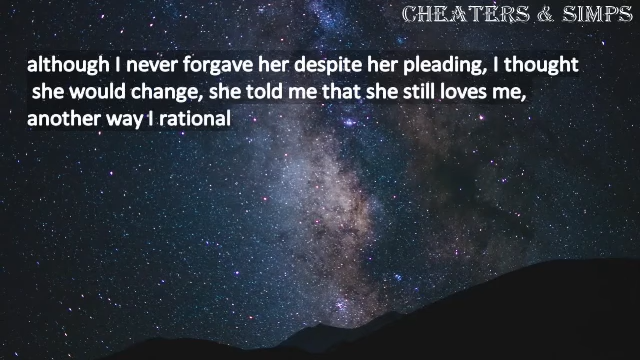 CHEATERS & SIMPS
although I never forgave her despite her pleading, I thought
she would change, she told me that she still loves me,
another way I rational